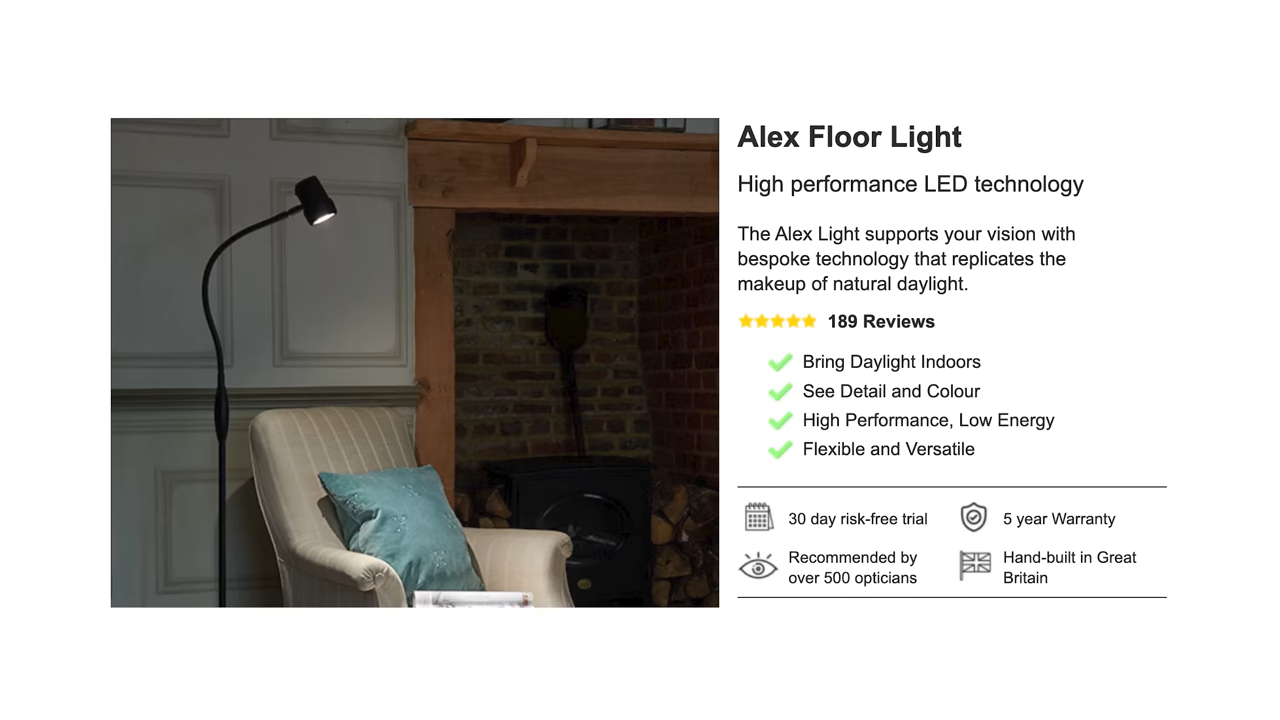 Alex Floor Light
High performance LED technology
The Alex Light supports your vision with
bespoke technology that replicates the
makeup of natural daylight.
189 Reviews
Bring Daylight Indoors
See Detail and Colour
High Performance, Low Energy
Flexible and Versatile
30 day risk-free trial
5 year Warranty
Recommended by
over 500 opticians
Hand-built in Great
Britain